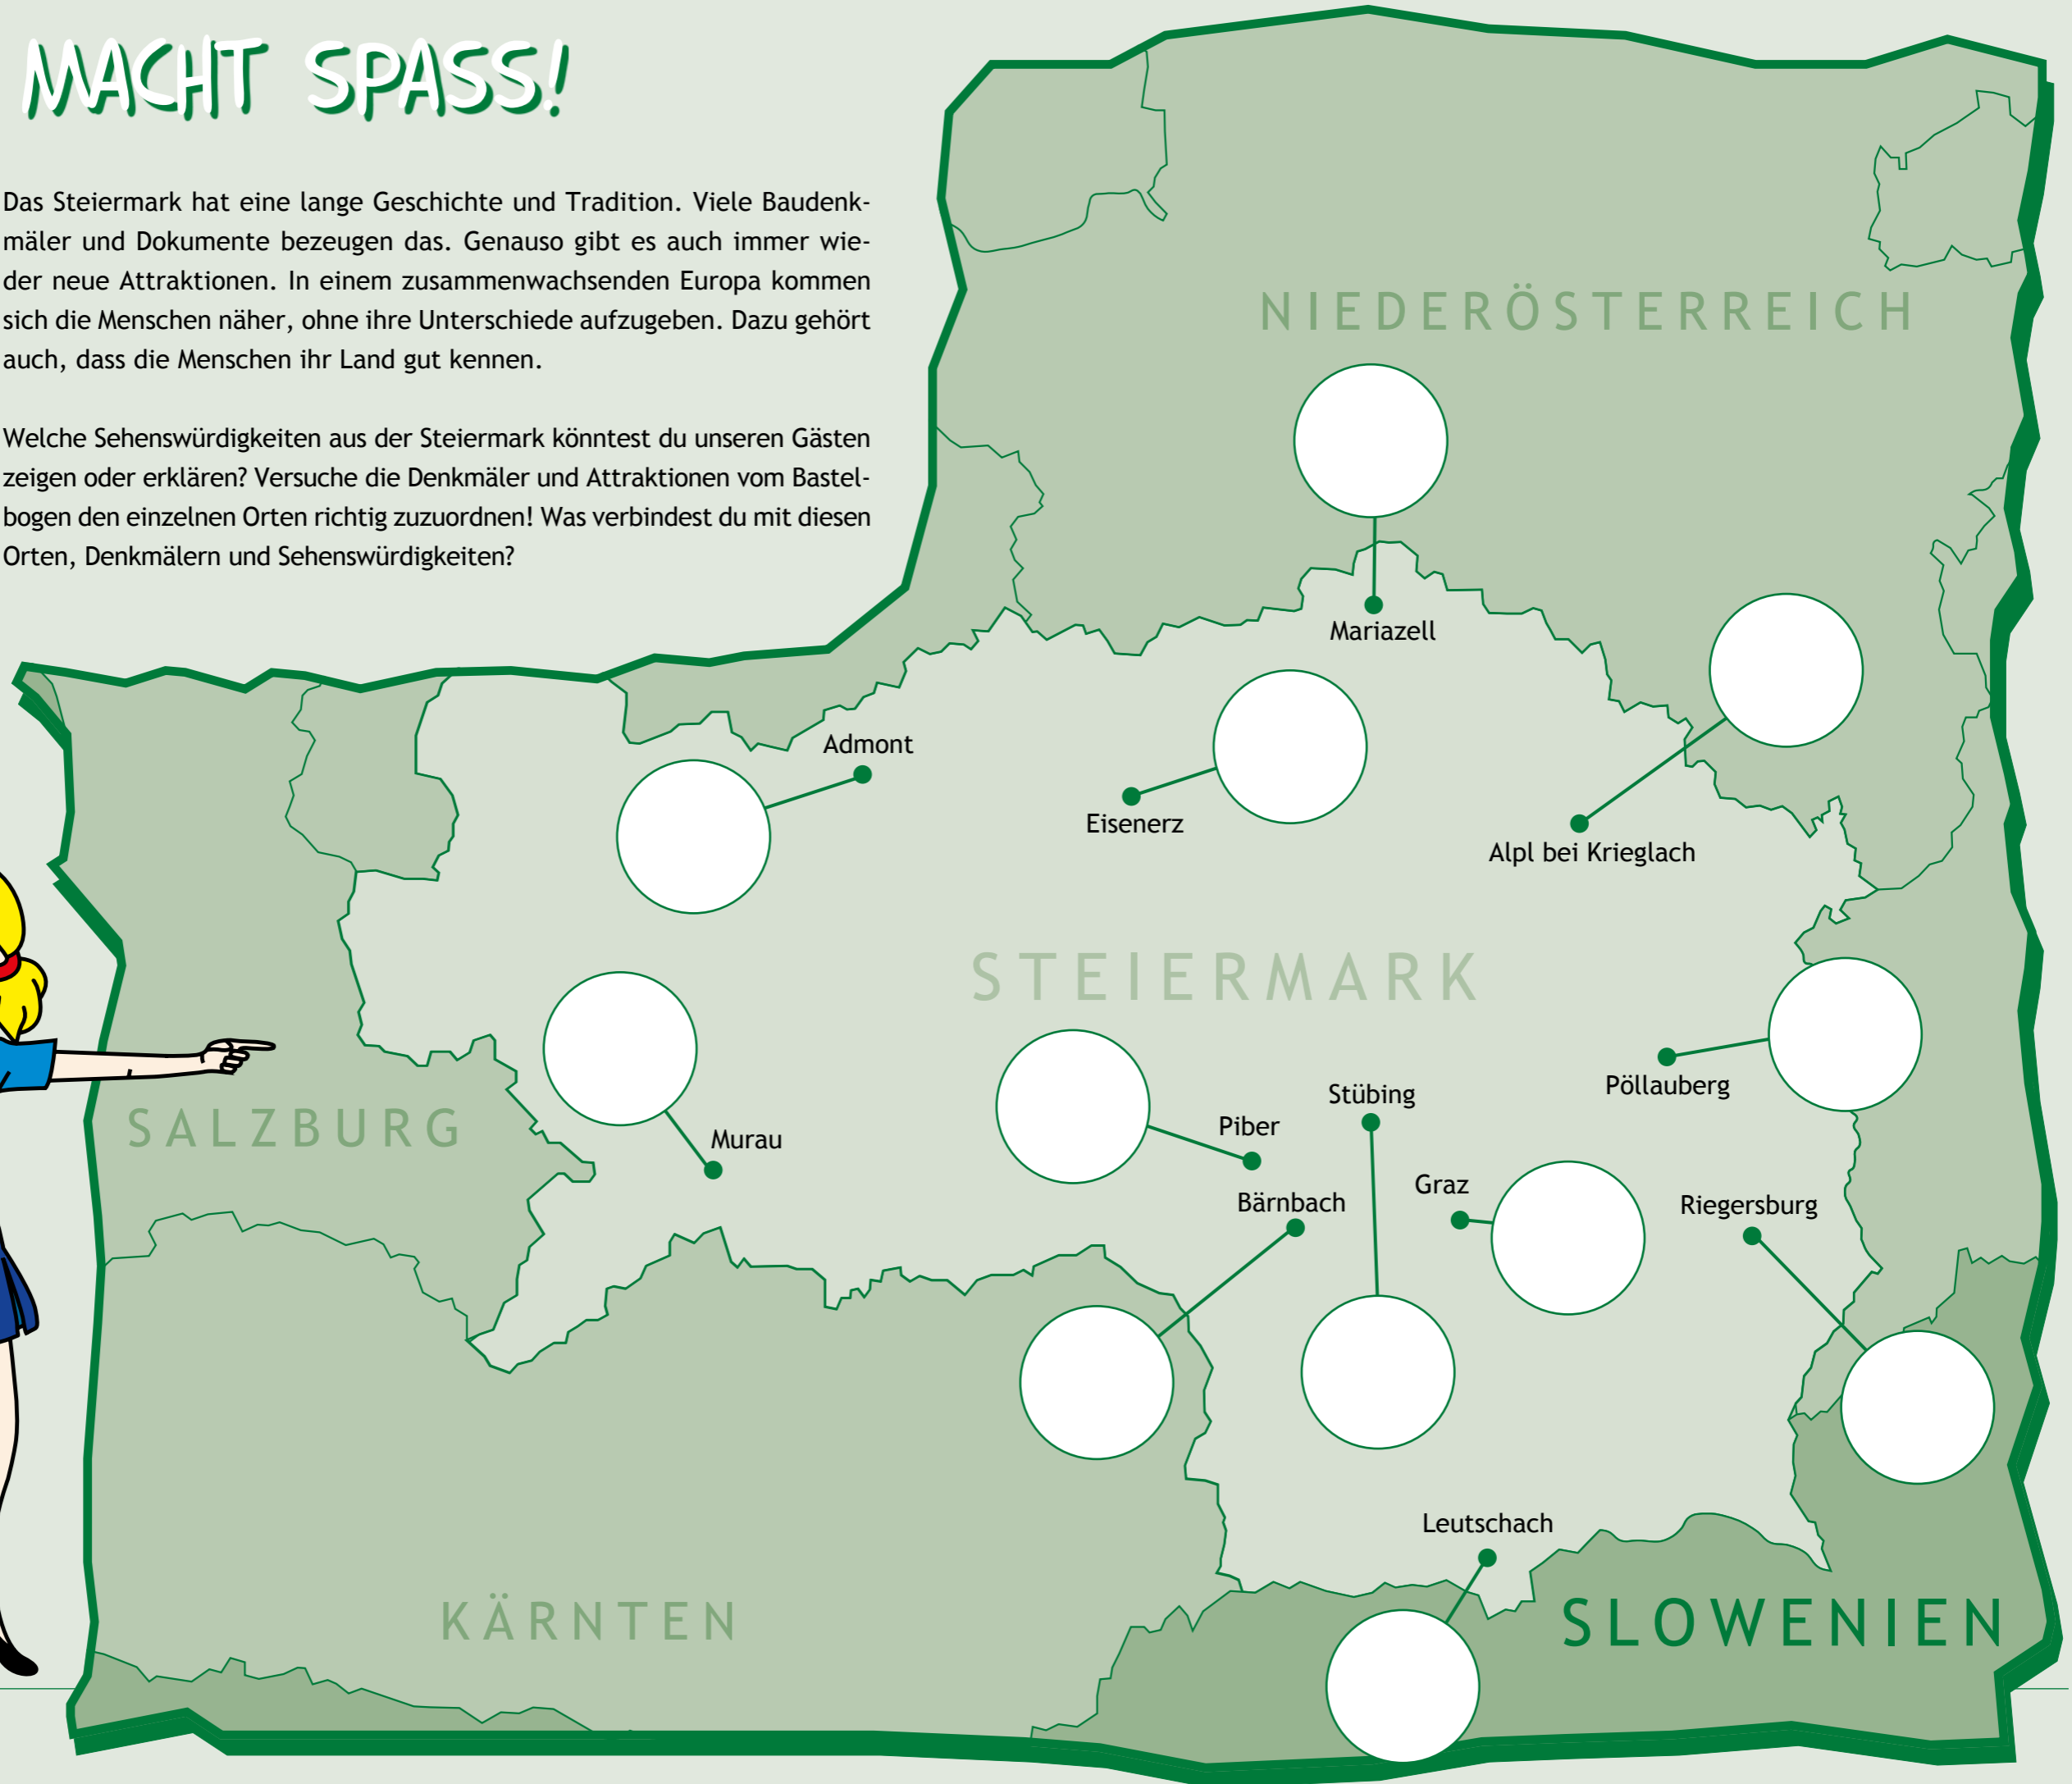 MACHT SPASS!
Das Steiermark hat eine lange Geschichte und Tradition. Viele Baudenk-
mäler und Dokumente bezeugen das. Genauso gibt es auch immer wie-
der neue Attraktionen. In einem zusammenwachsenden Europa kommen
sich die Menschen näher, ohne ihre Unterschiede aufzugeben. Dazu gehört
auch, dass die Menschen ihr Land gut kennen.
Welche Sehenswürdigkeiten aus der Steiermark könntest du unseren Gästen
zeigen oder erklären? Versuche die Denkmäler und Attraktionen vom Bastel-
bogen den einzelnen Orten richtig zuzuordnen! Was verbindest du mit diesen
Orten, Denkmälern und Sehenswürdigkeiten?
NIEDERÖSTERREICH
Mariazell
Admont
Eisenerz
Alpl bei Krieglach
STEIERMARK
Pöllauberg
Stübing
SALZBURG
Piber
Murau
Graz
Bärnbach
Riegersburg
Leutschach
KÄRNTEN
SLOWENIEN